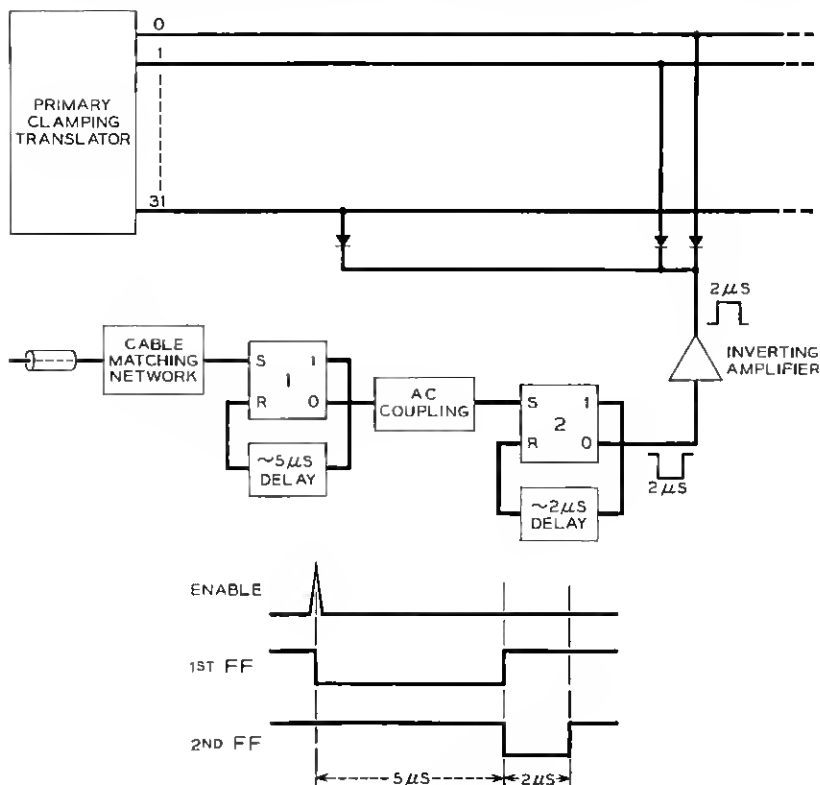 0
1
PRIMARY
CLAMPING
TRANSLATOR
31
2μS
CABLE
MATCHING
NETWORK
S 1
1
R 0
AC
COUPLING
S 1
2
R 0
INVERTING
AMPLIFIER
~5μS
DELAY
~2μS
DELAY
2μS
ENABLE
1ST FF
2ND FF
5μS
2μS